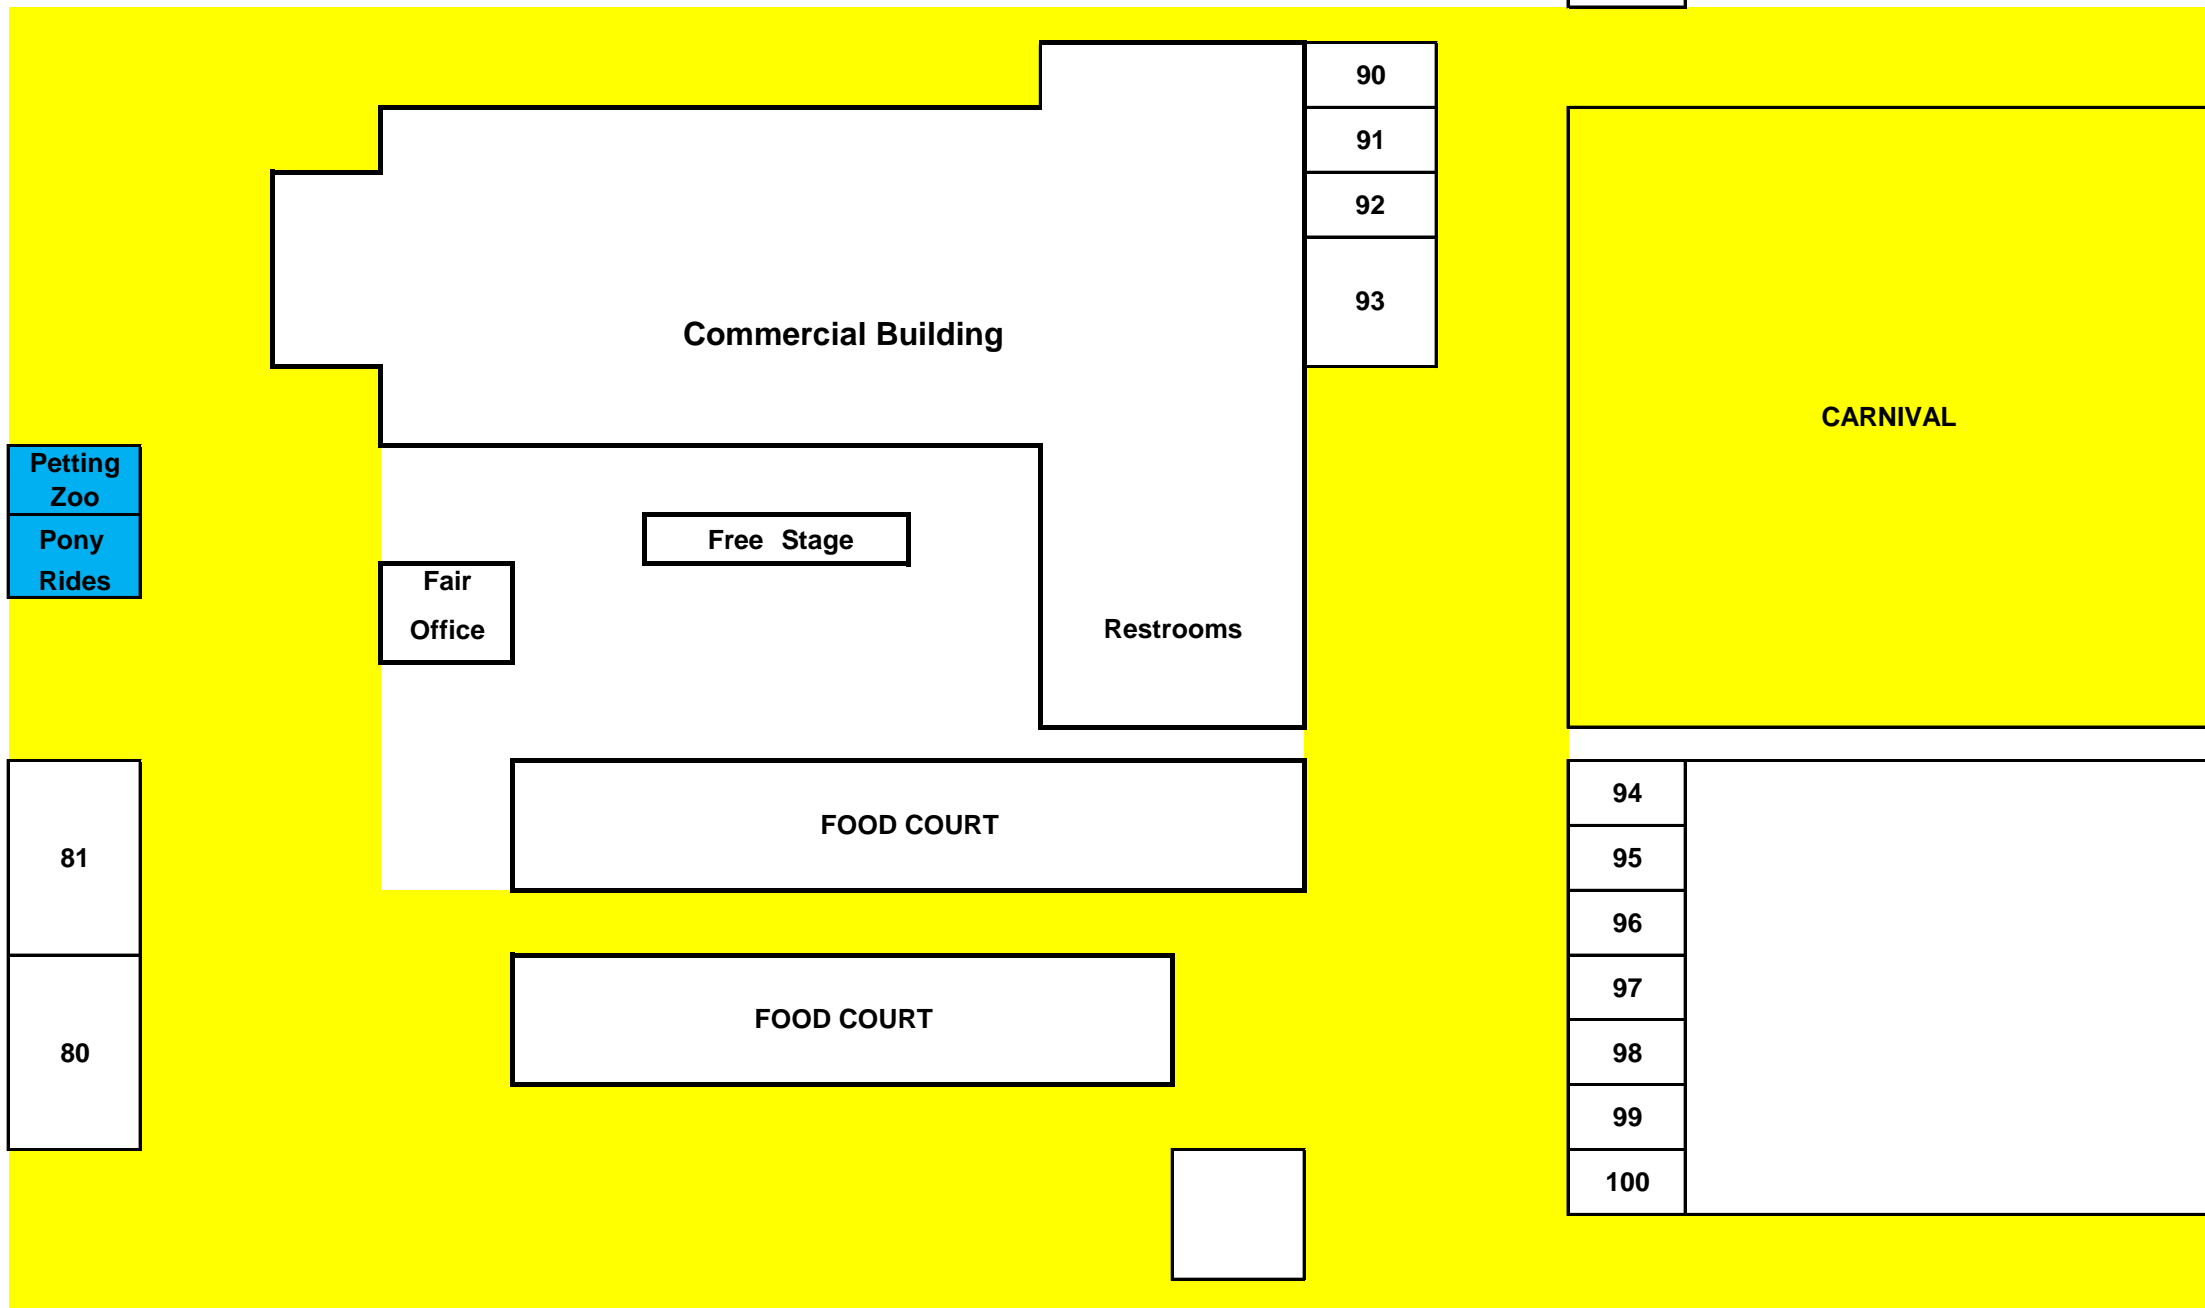 90
91
92
93
Commercial Building
CARNIVAL
Petting
Zoo
Pony
Rides
Free Stage
Fair
Office
Restrooms
94
FOOD COURT
95
81
96
97
FOOD COURT
98
80
99
100